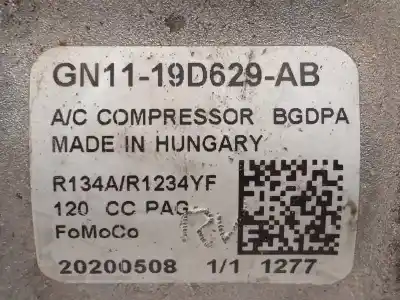 GN11-19D629-AB
A/C COMPRESSOR BGDPA
MADE IN HUNGARY
R134A/R1234YF
120 CC PAG
FoMoCo
20200508 1/1 1277